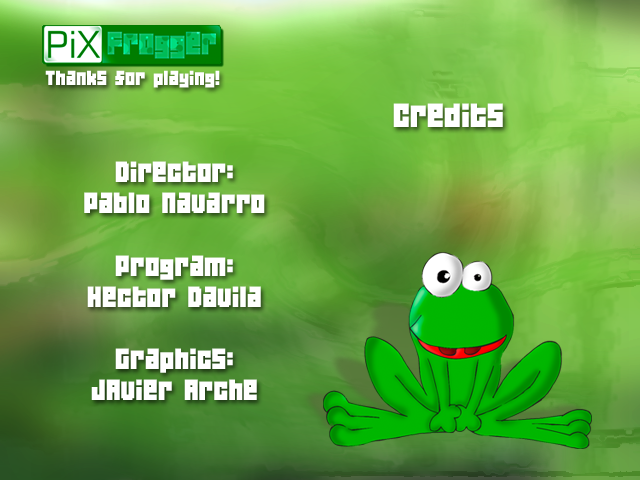 PiX Frogger
Thanks for playing!
Credits
Director:
Pablo Navarro
Program:
Hector Davila
Graphics:
Javier Arche